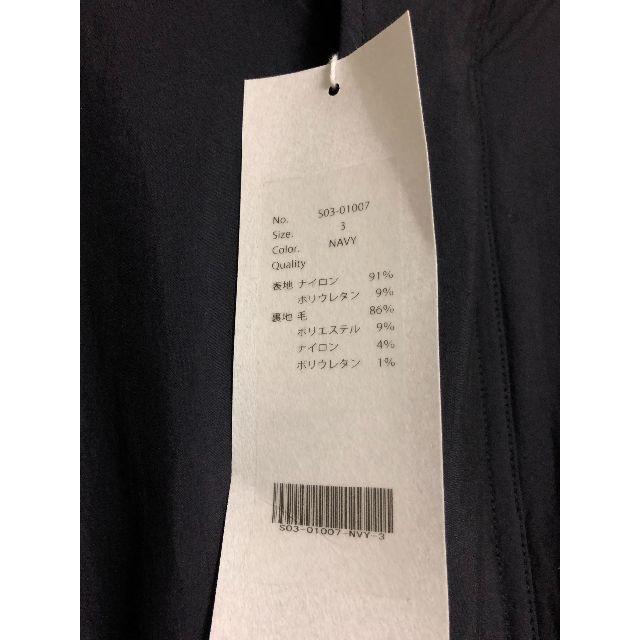 No. S03-01007
Size. 3
Color. NAVY
Quality
表地 ナイロン 91%
ポリウレタン 9%
裏地 毛 86%
ポリエステル 9%
ナイロン 4%
ポリウレタン 1%
S03-01007-NVY-3